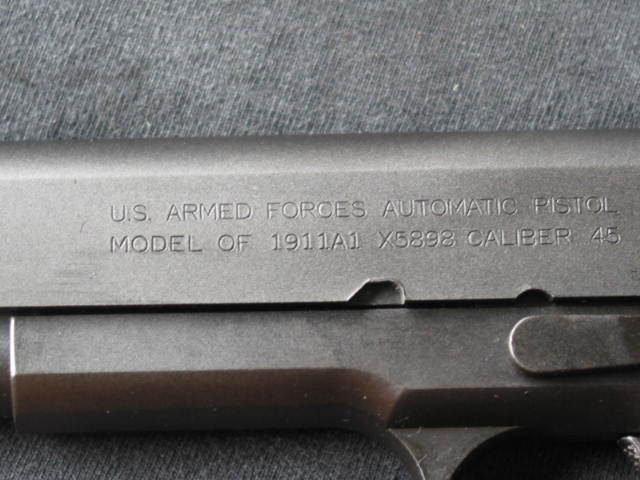 U.S. ARMED FORCES AUTOMATIC PISTOL
MODEL OF 1911A1 X5898 CALIBER 45